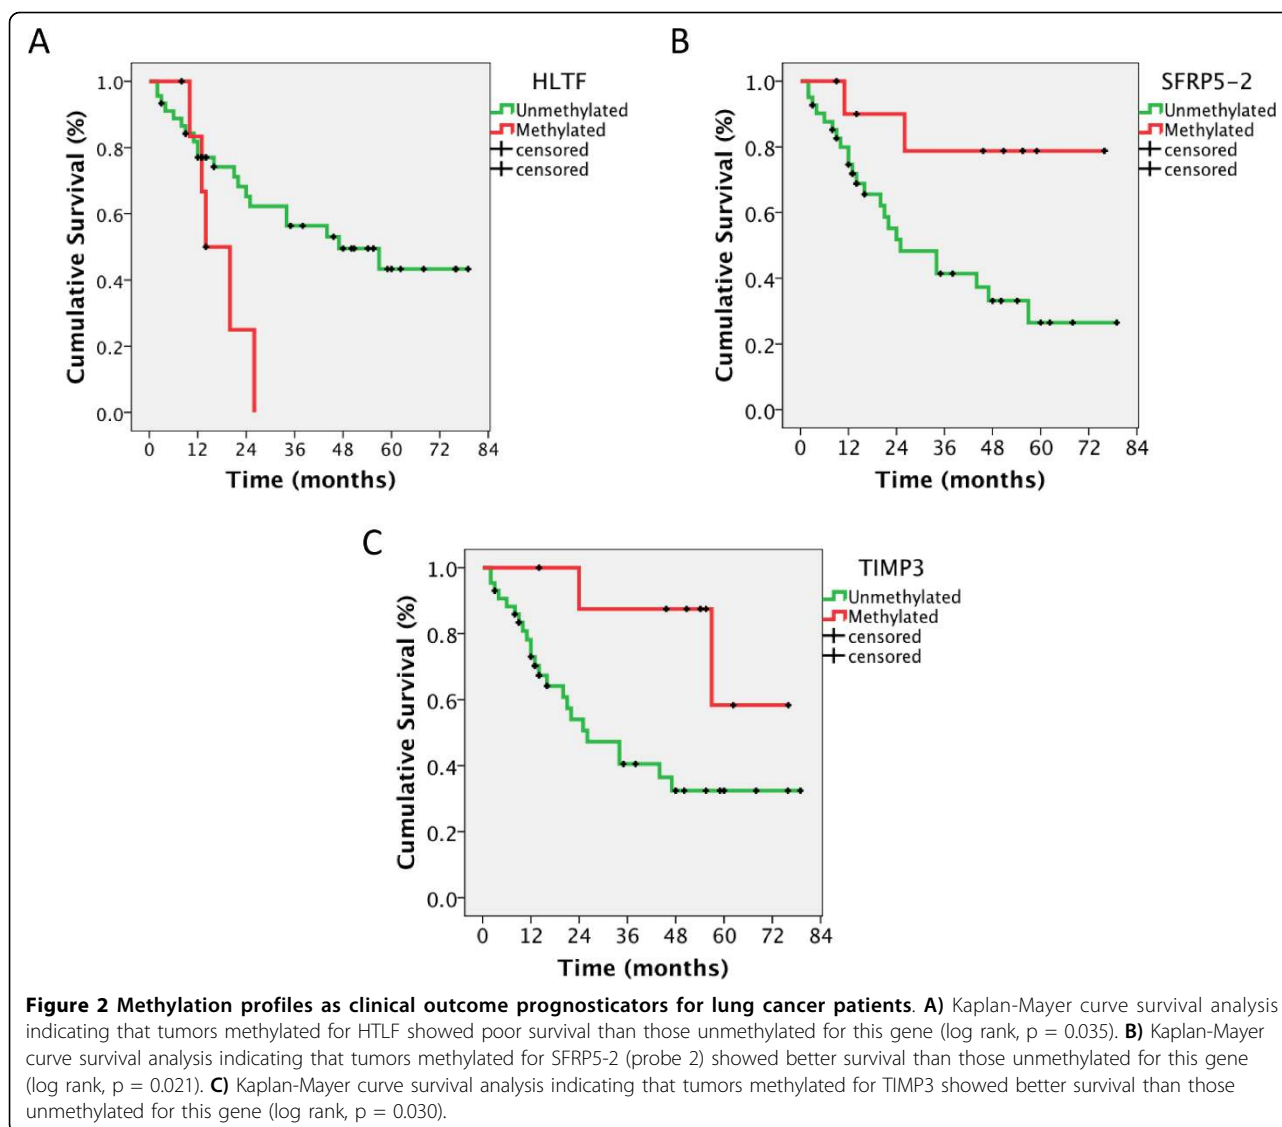 A
HLTF
Unmethylated
Methylated
censored
censored
Cumulative Survival (%)
1.0
0.8
0.6
0.4
0.2
0.0
0 12 24 36 48 60 72 84
Time (months)
B
SFRP5-2
Unmethylated
Methylated
censored
censored
Cumulative Survival (%)
1.0
0.8
0.6
0.4
0.2
0.0
0 12 24 36 48 60 72 84
Time (months)
C
TIMP3
Unmethylated
Methylated
censored
censored
Cumulative Survival (%)
1.0
0.8
0.6
0.4
0.2
0.0
0 12 24 36 48 60 72 84
Time (months)
Figure 2 Methylation profiles as clinical outcome prognosticators for lung cancer patients. A) Kaplan-Mayer curve survival analysis
indicating that tumors methylated for HTLF showed poor survival than those unmethylated for this gene (log rank, p = 0.035). B) Kaplan-Mayer
curve survival analysis indicating that tumors methylated for SFRP5-2 (probe 2) showed better survival than those unmethylated for this gene
(log rank, p = 0.021). C) Kaplan-Mayer curve survival analysis indicating that tumors methylated for TIMP3 showed better survival than those
unmethylated for this gene (log rank, p = 0.030).